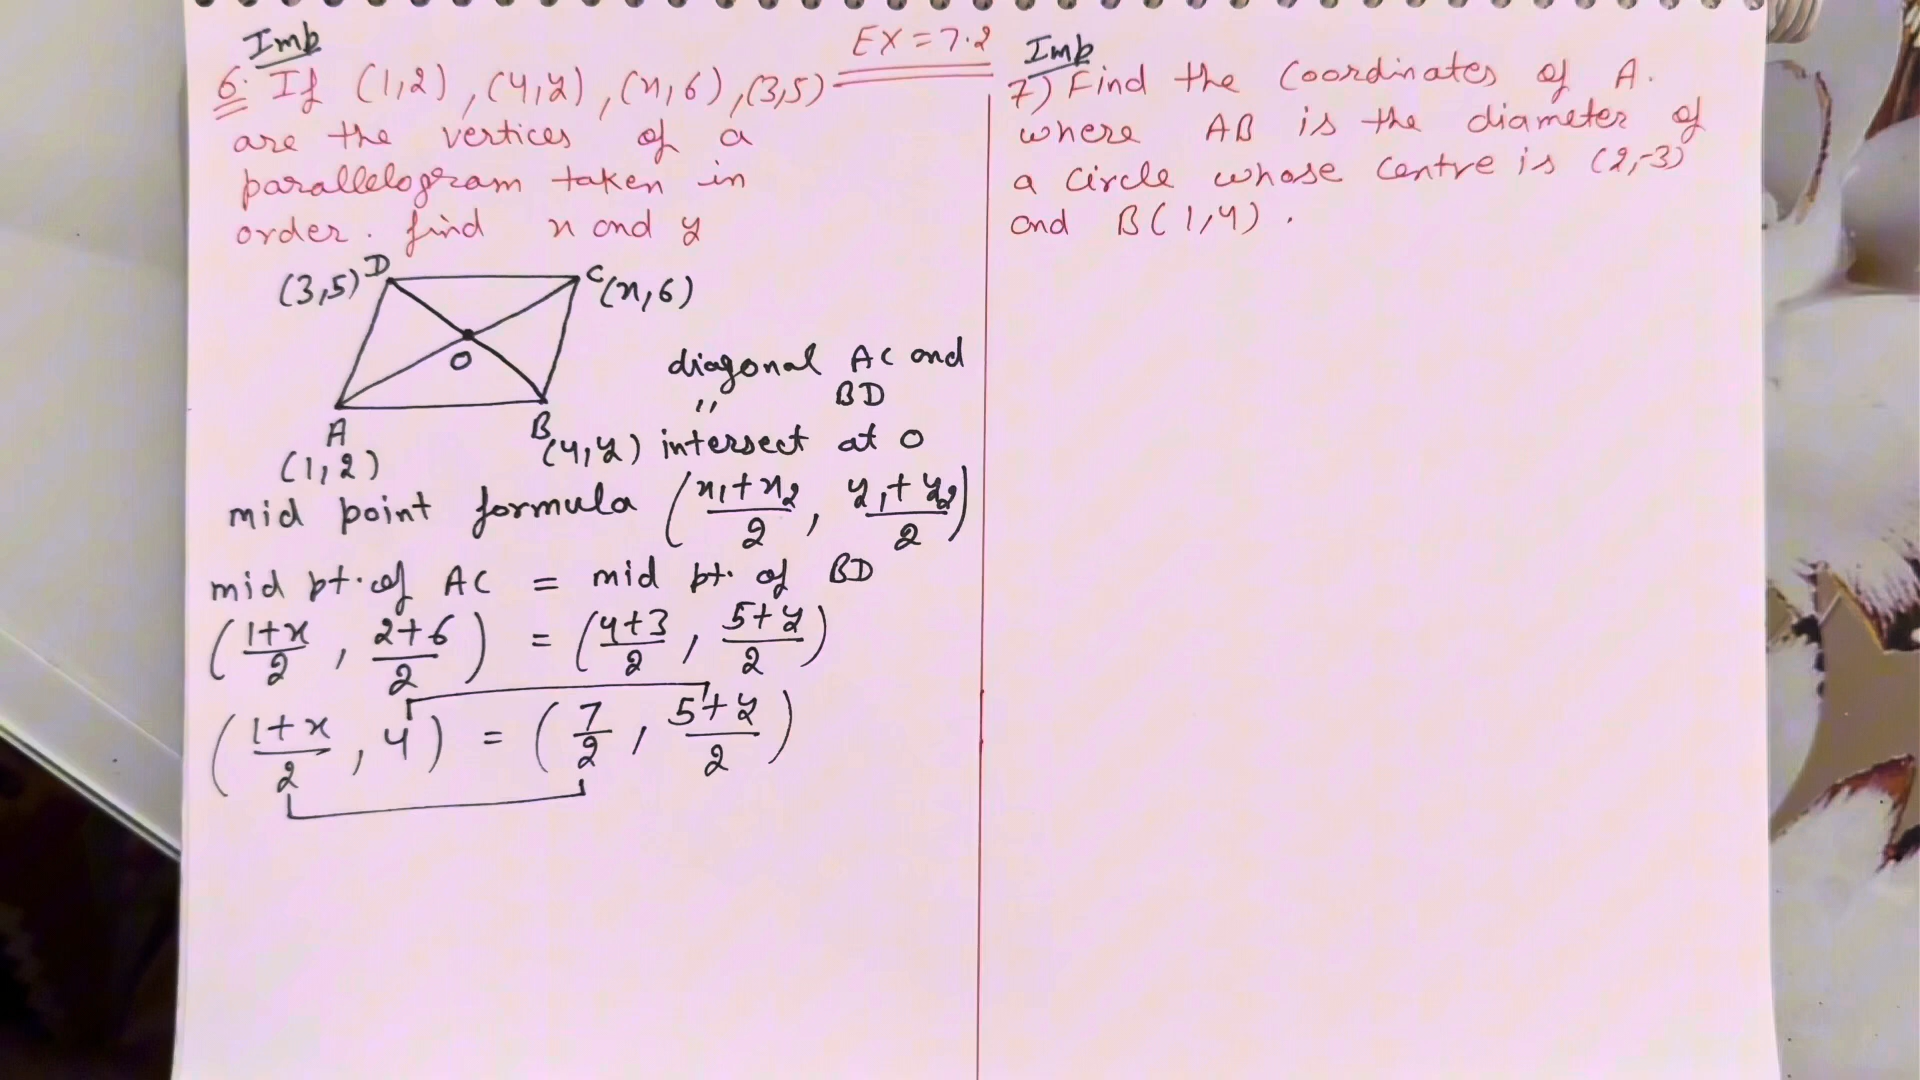 Imp
EX = 7.2
6. If (1,2), (4,y), (x,6), (3,5)
are the vertices of a
parallelogram taken in
order. find x and y
(3,5) D
C (x,6)
O
diagonal AC and
" BD
A
B (4,y) intersect at O
(1,2)
mid point formula ( x₁+x₂/2 , y₁+y₂/2 )
mid pt. of AC = mid pt. of BD
( 1+x/2 , 2+6/2 ) = ( 4+3/2 , 5+y/2 )
( 1+x/2 , 4 ) = ( 7/2 , 5+y/2 )
Imp
7) Find the Coordinates of A.
where AB is the diameter of
a circle whose centre is (2,-3)
and B(1,4).